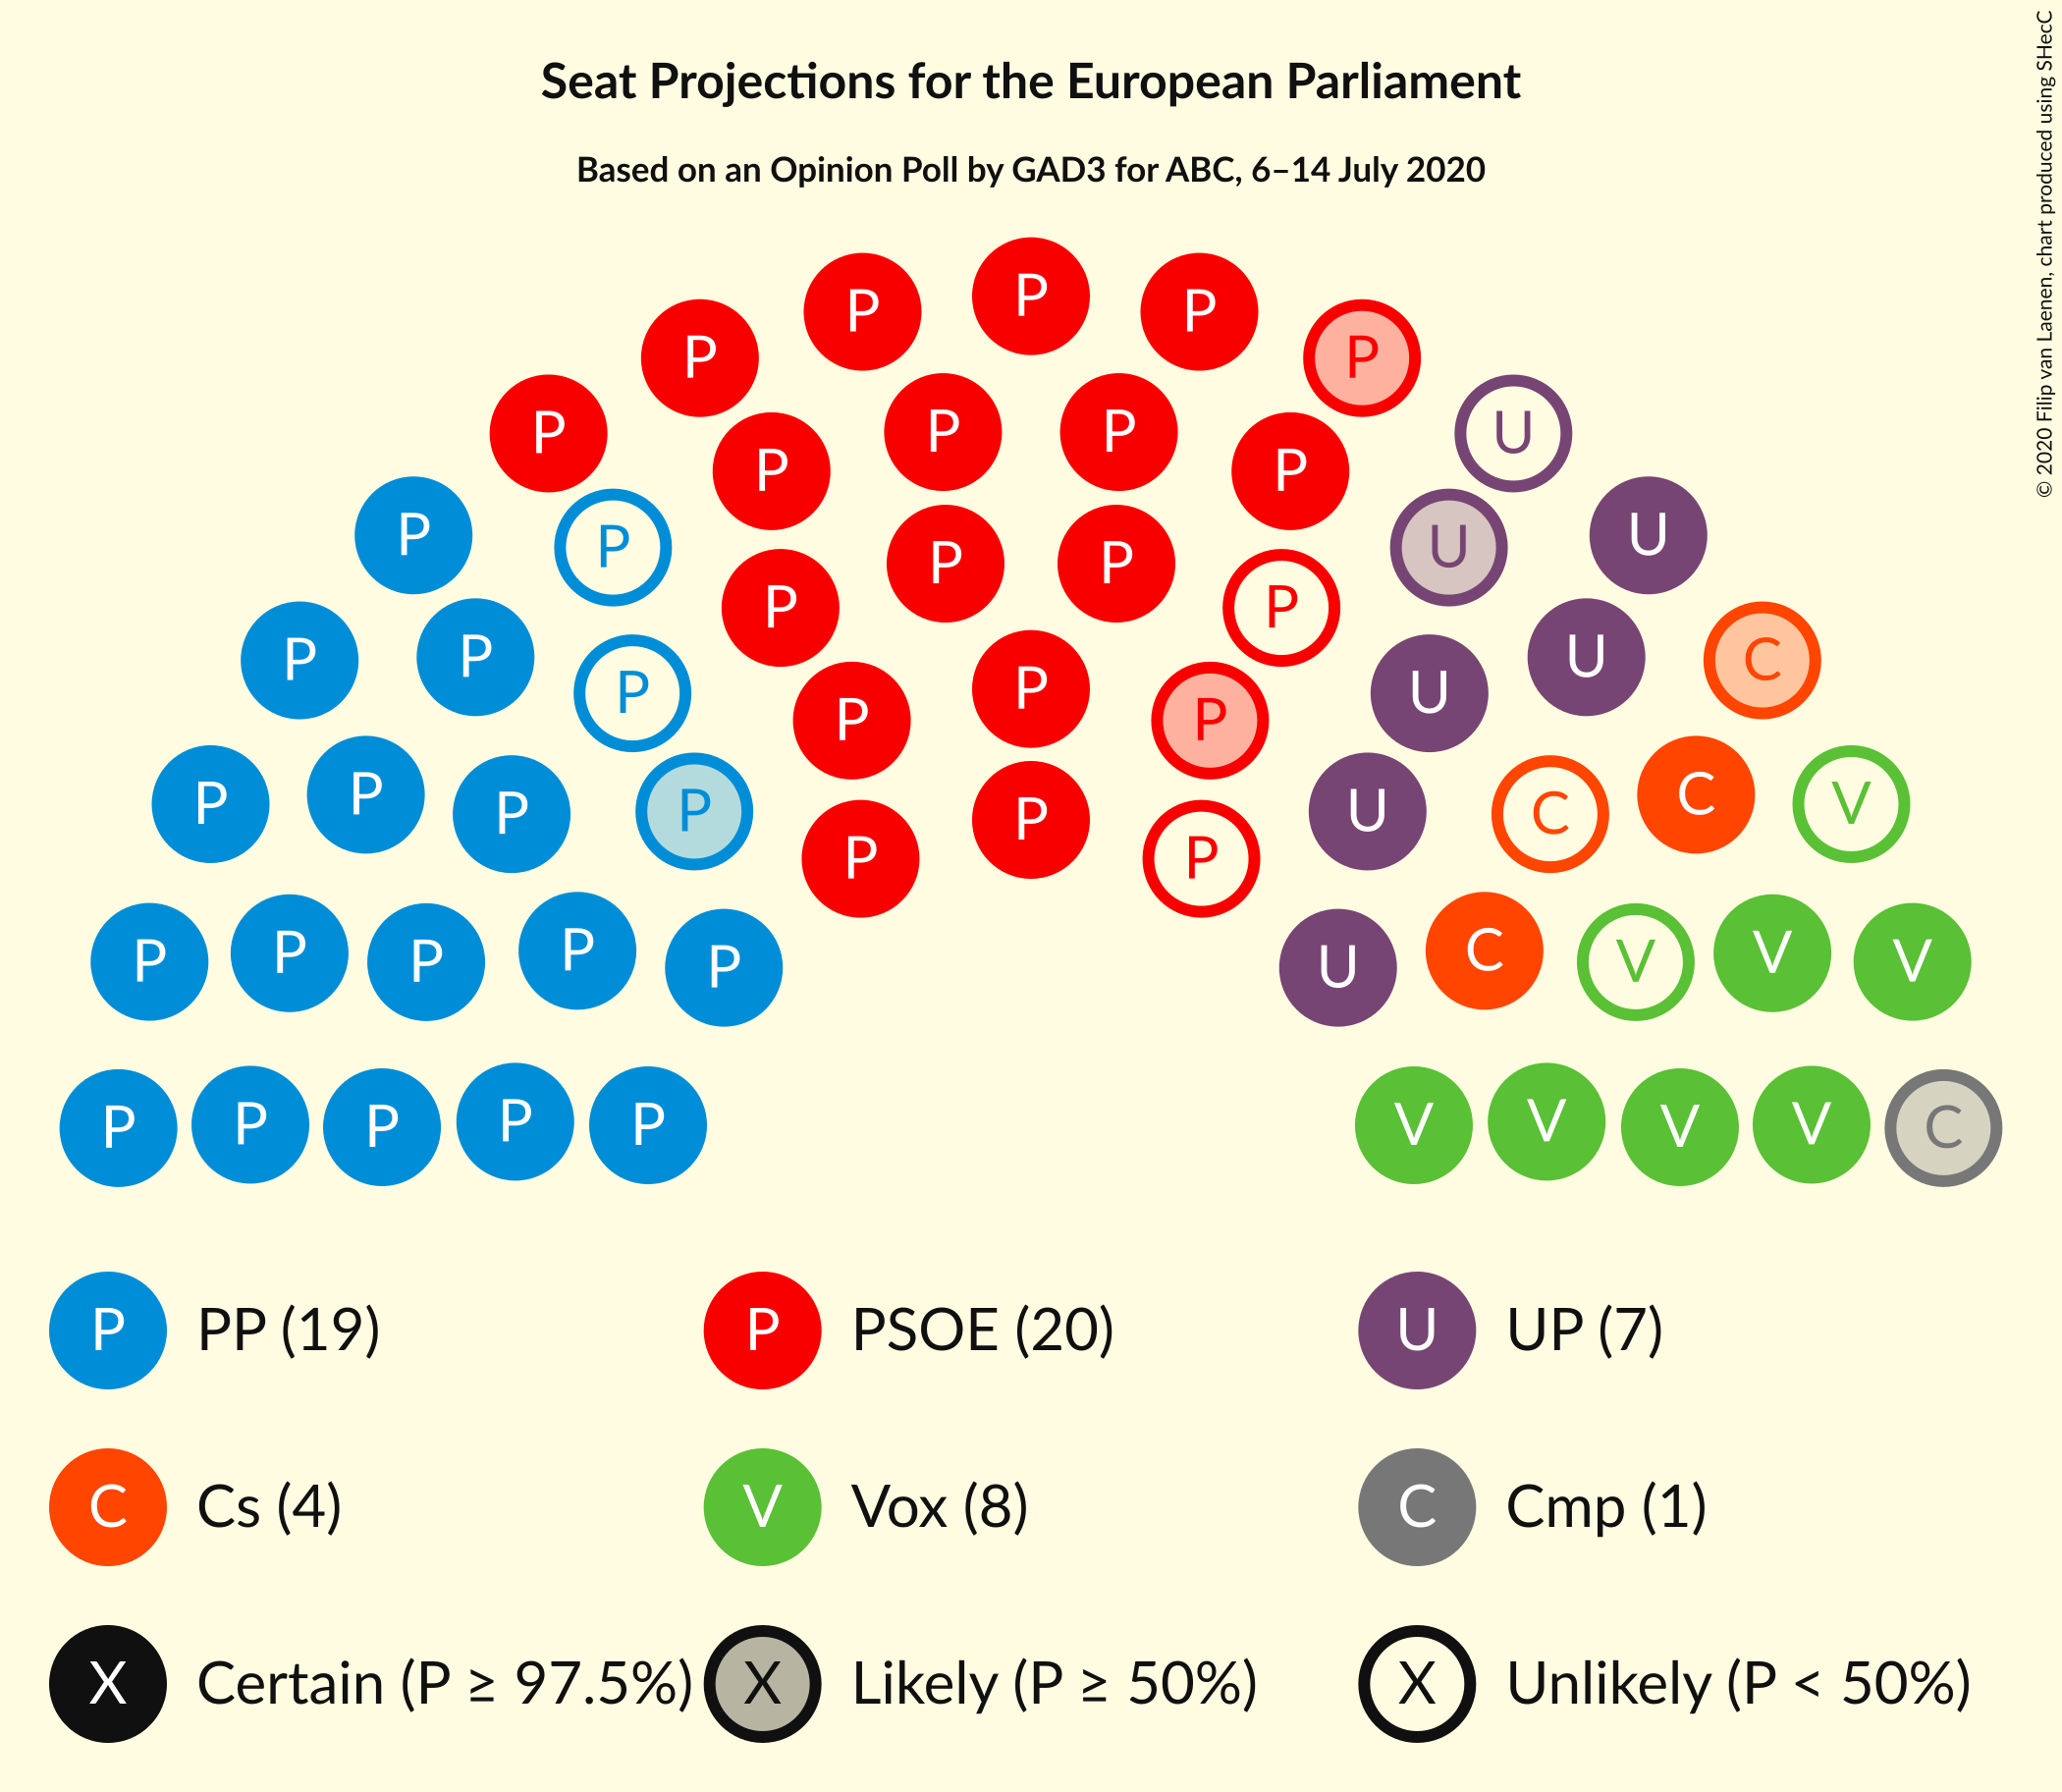 Seat Projections for the European Parliament
Based on an Opinion Poll by GAD3 for ABC, 6–14 July 2020
© 2020 Filip van Laenen, chart produced using SHecC
P P P
P P
P P P P U
P P P P
P P P P U U U
P P P P
P P U U C
P P P U
P P P P P U C C V
P P P
P P P P P U C V V V
P P P P P V V V V C
P PP (19) P PSOE (20) U UP (7)
C Cs (4) V Vox (8) C Cmp (1)
X Certain (P ≥ 97.5%) X Likely (P ≥ 50%) X Unlikely (P < 50%)